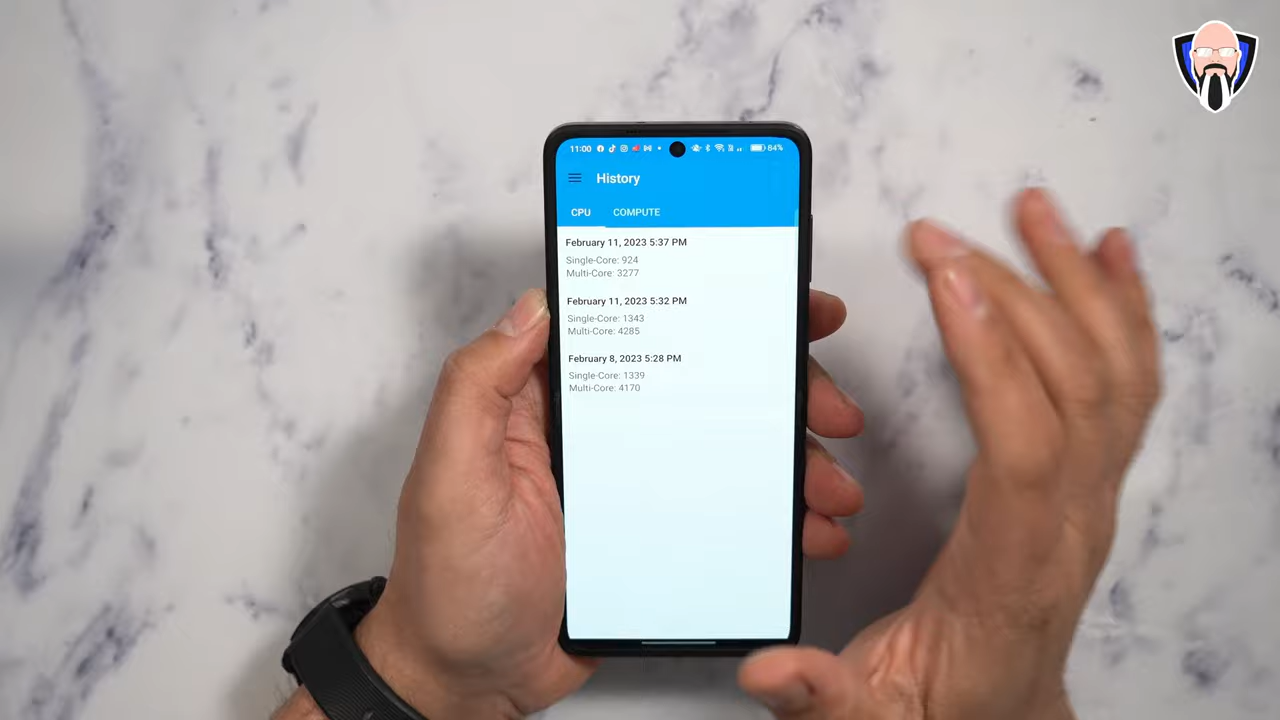 11:00 84%
History
CPU COMPUTE
February 11, 2023 5:37 PM
Single-Core: 924
Multi-Core: 3277
February 11, 2023 5:32 PM
Single-Core: 1343
Multi-Core: 4285
February 8, 2023 5:28 PM
Single-Core: 1339
Multi-Core: 4170